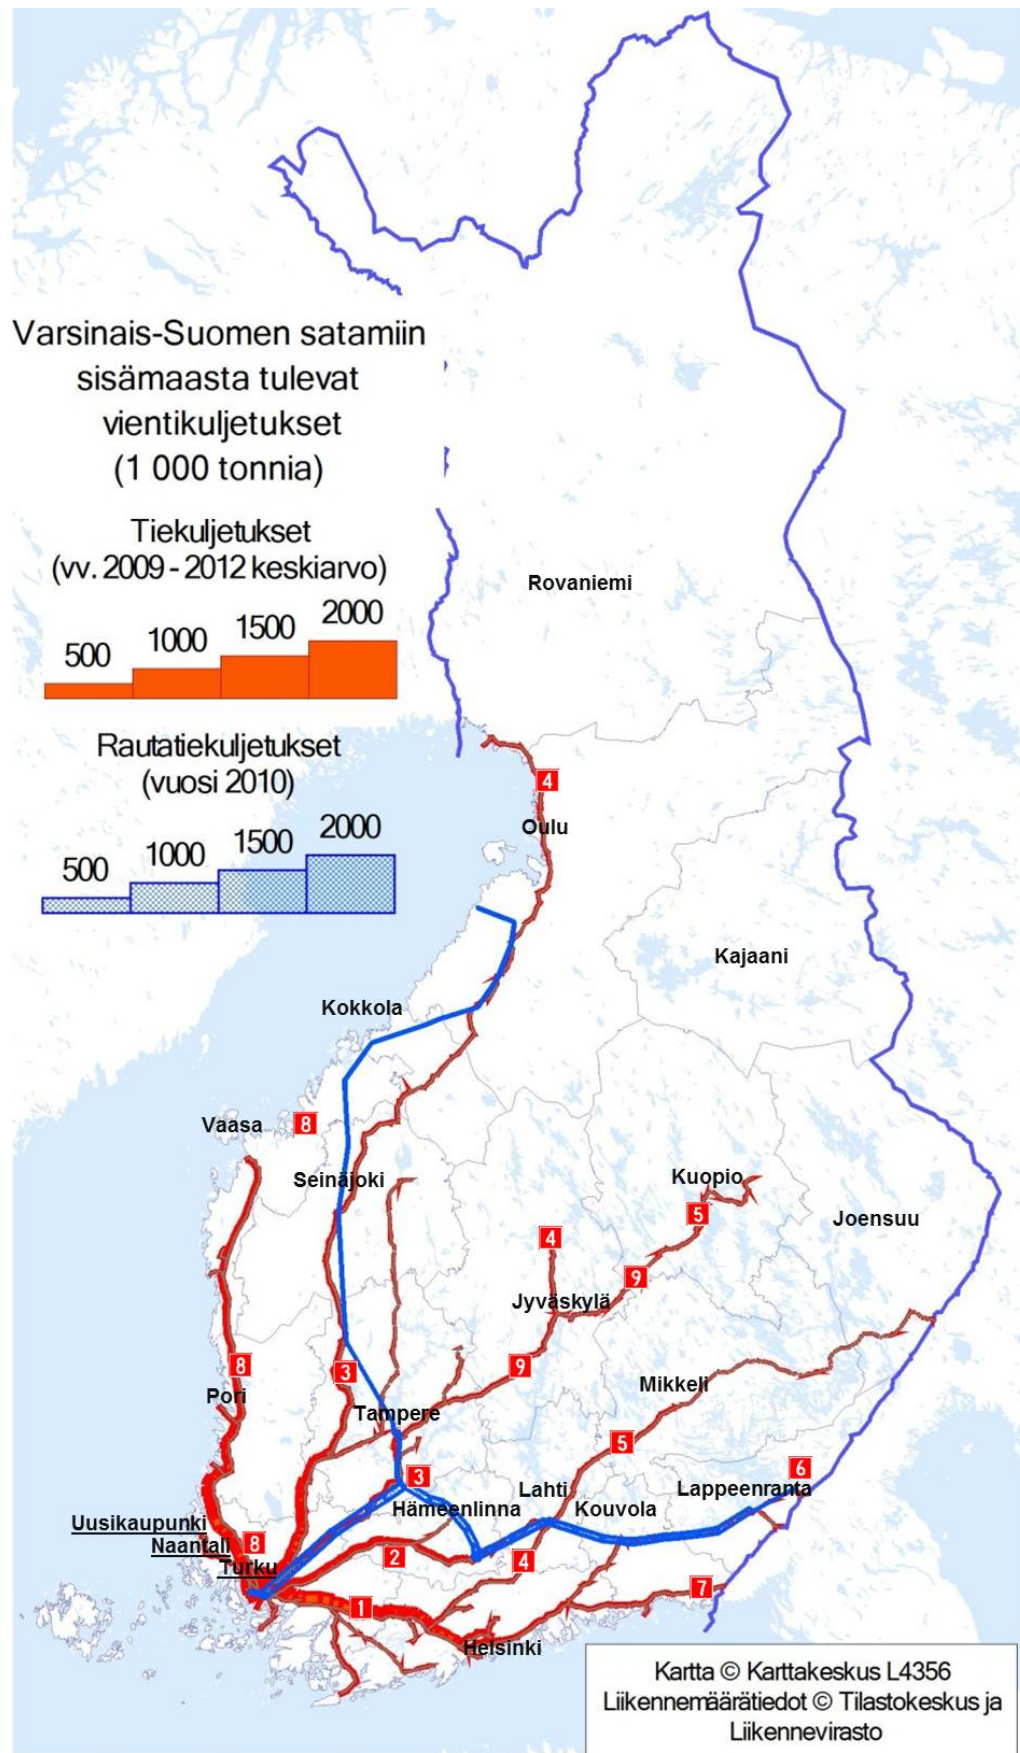 Varsinais-Suomen satamiin
sisämaasta tulevat
vientikuljetukset
(1 000 tonnia)
Tiekuljetukset
(vv. 2009 - 2012 keskiarvo)
500
1000
1500
2000
Rautatiekuljetukset
(vuosi 2010)
500
1000
1500
2000
Rovaniemi
4
Oulu
Kajaani
Kokkola
Vaasa
8
Seinäjoki
Kuopio
5
Joensuu
4
9
Jyväskylä
8
3
9
Mikkeli
Pori
Tampere
5
3
6
Lahti
Lappeenranta
Hämeenlinna
Kouvola
Uusikaupunki
Naantali
8
Turku
2
4
1
7
Helsinki
Kartta © Karttakeskus L4356
Liikennemäärätiedot © Tilastokeskus ja
Liikennevirasto